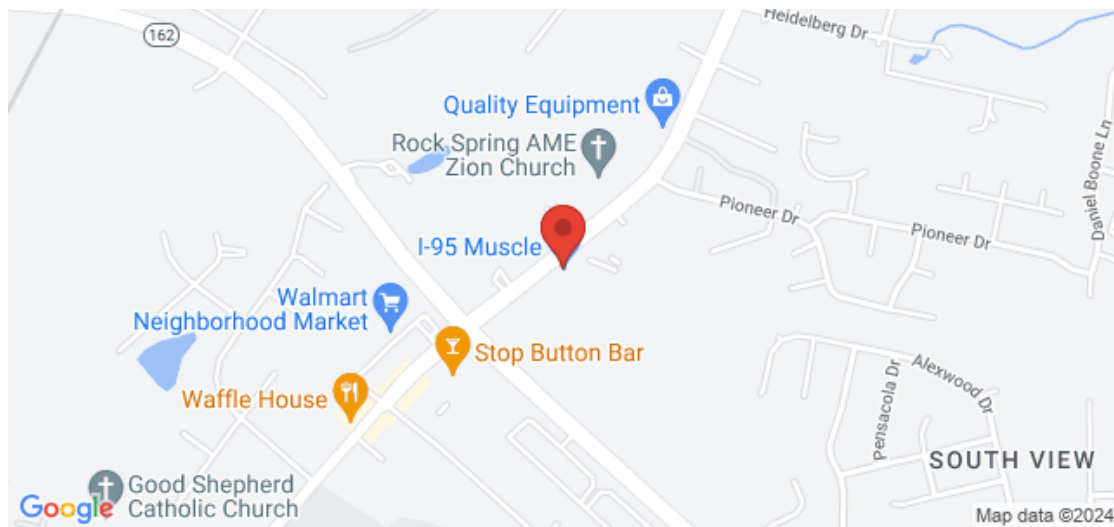 162
Heidelberg Dr
Quality Equipment
Rock Spring AME
Zion Church
Daniel Boone Ln
Pioneer Dr
Pioneer Dr
I-95 Muscle
Walmart
Neighborhood Market
Stop Button Bar
Waffle House
Alexwood Dr
Pensacola Dr
SOUTH VIEW
Good Shepherd
Catholic Church
Google
Map data ©2024